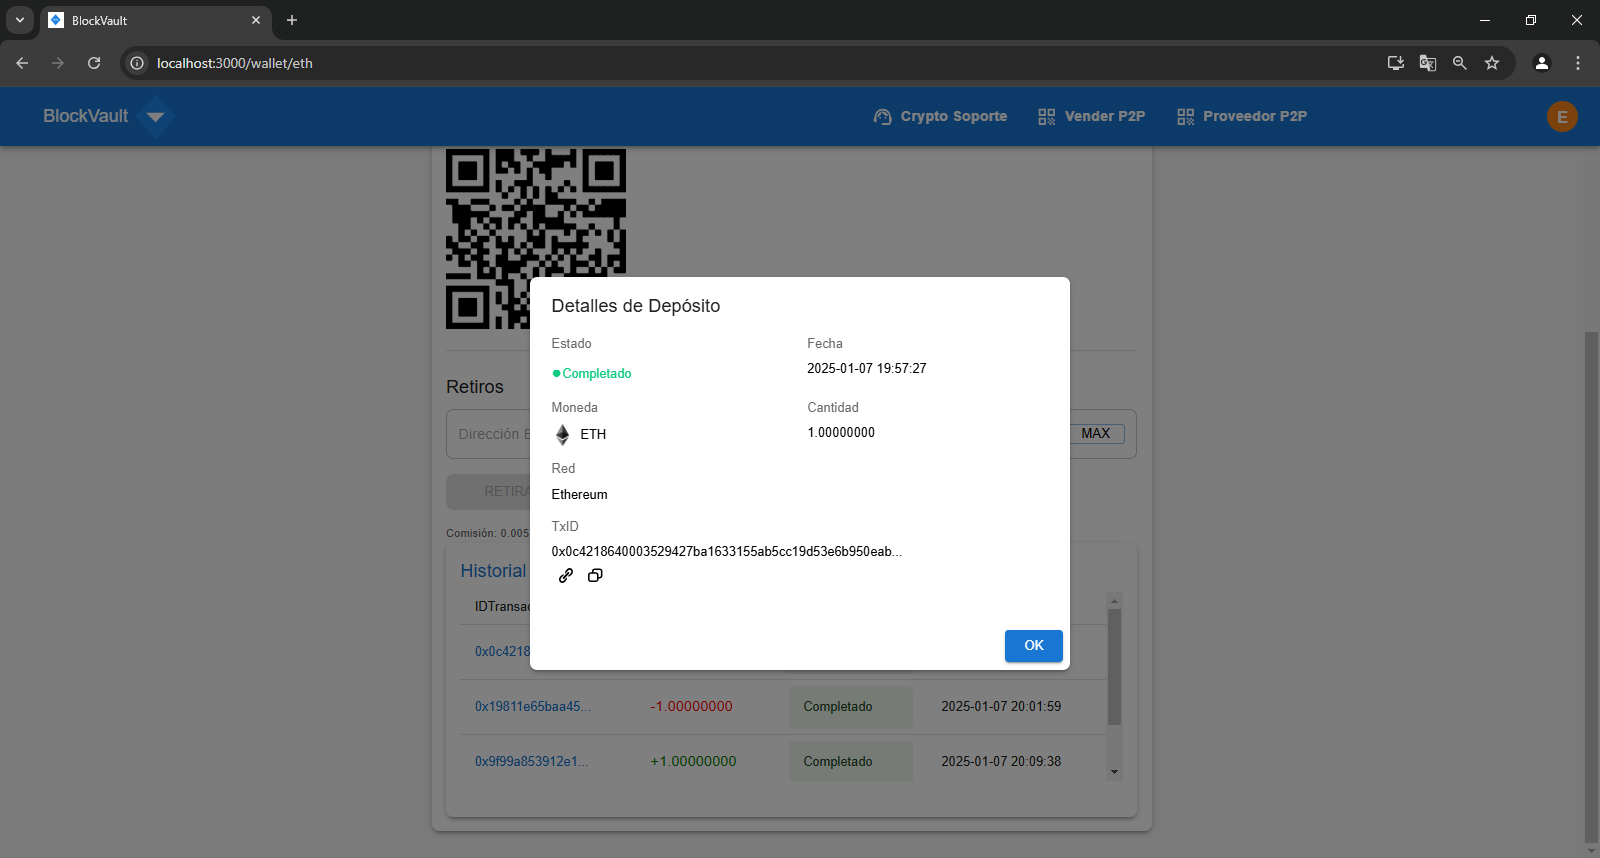 BlockVault
localhost:3000/wallet/eth
BlockVault
Crypto Soporte
Vender P2P
Proveedor P2P
E
Detalles de Depósito
Estado
Fecha
Completado
2025-01-07 19:57:27
Moneda
Cantidad
ETH
1.00000000
Red
Ethereum
TxID
0x0c4218640003529427ba1633155ab5cc19d53e6b950eab...
OK
Retiros
Dirección E
MAX
RETIRA
Comisión: 0.005
Historial
IDTransac
0x0c4218
0x19811e65baa45... -1.00000000 Completado 2025-01-07 20:01:59
0x9f99a853912e1... +1.00000000 Completado 2025-01-07 20:09:38